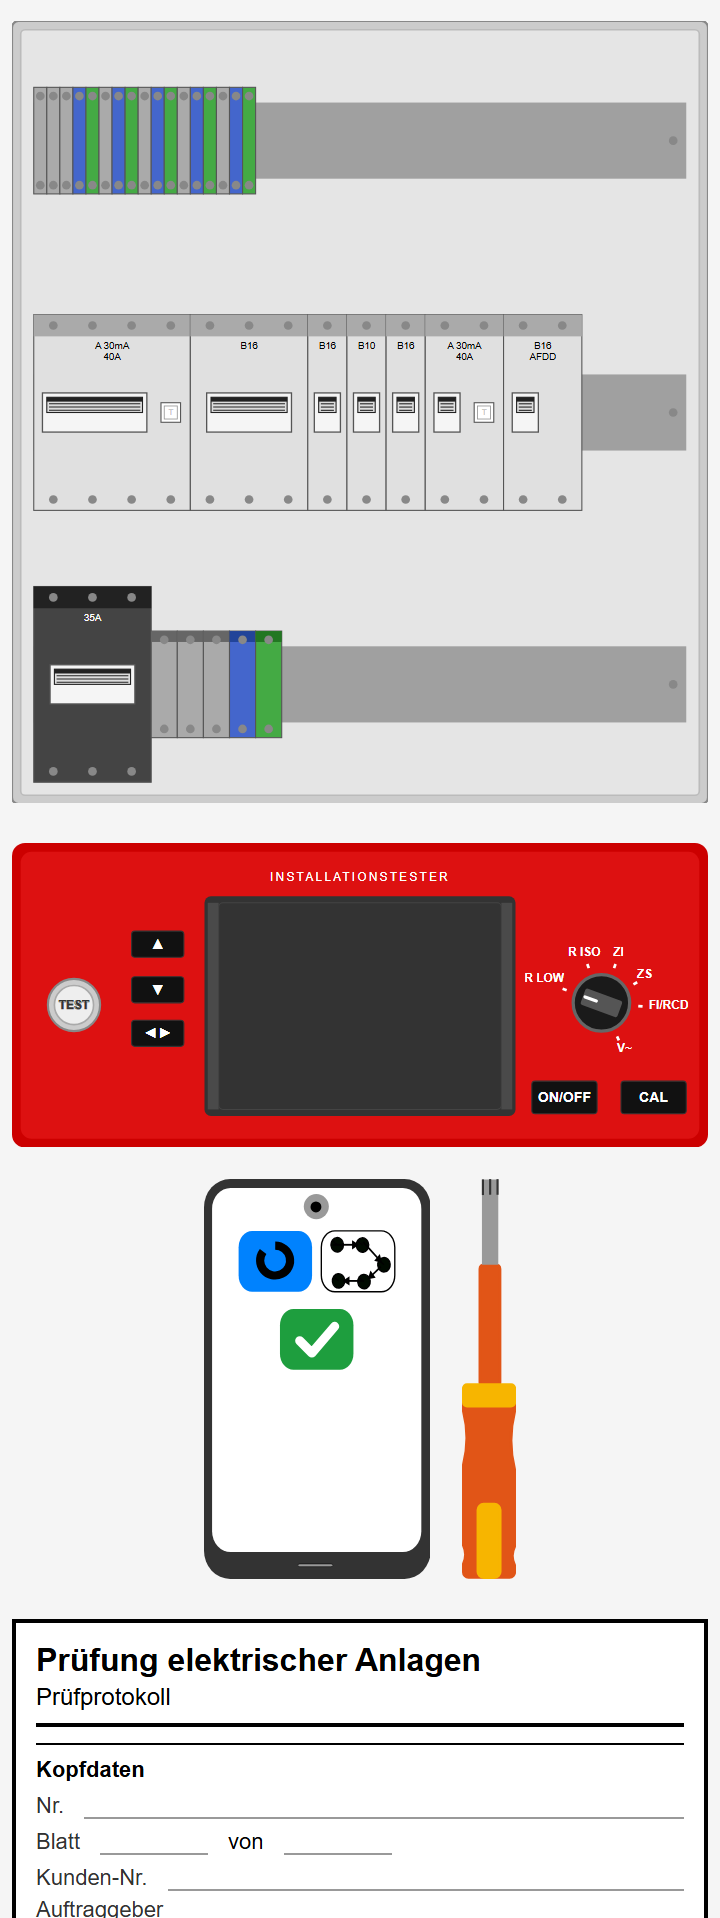 A 30mA
40A
B16
B16
B10
B16
A 30mA
40A
B16
AFDD
T
T
35A
INSTALLATIONSTESTER
R ISO
ZI
R LOW
ZS
FI/RCD
V~
TEST
ON/OFF
CAL
Prüfung elektrischer Anlagen
Prüfprotokoll
Kopfdaten
Nr.
Blatt von
Kunden-Nr.
Auftraggeber